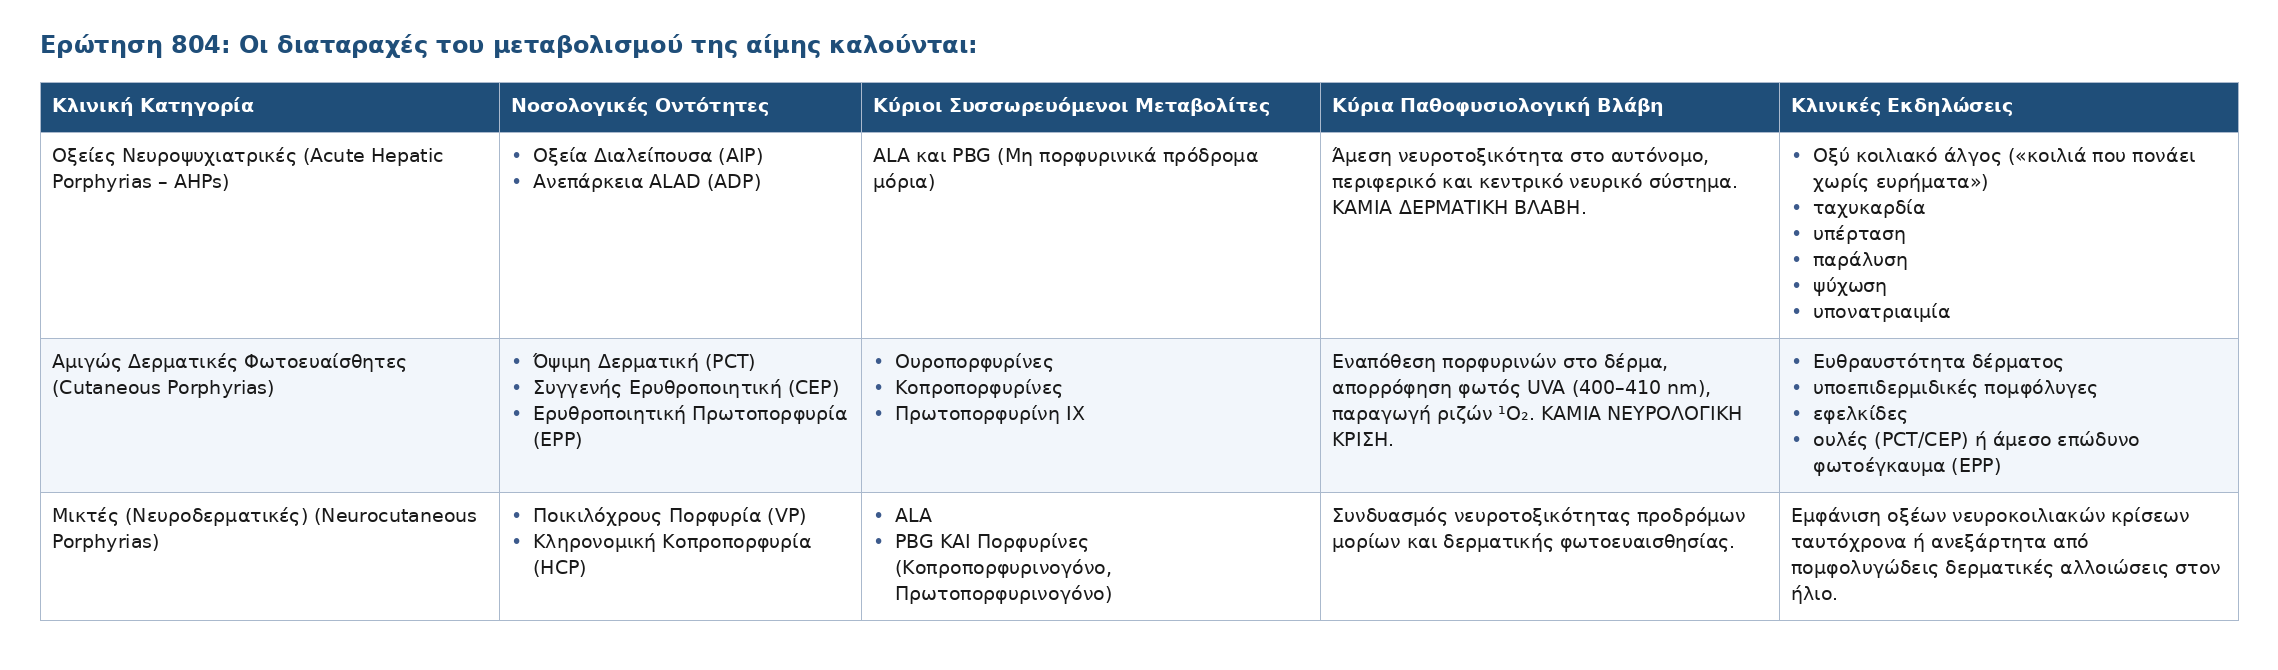 Ερώτηση 804: Οι διαταραχές του μεταβολισμού της αίμης καλούνται:
Κλινική Κατηγορία
Νοσολογικές Οντότητες
Κύριοι Συσσωρευόμενοι Μεταβολίτες
Κύρια Παθοφυσιολογική Βλάβη
Κλινικές Εκδηλώσεις
Οξείες Νευροψυχιατρικές (Acute Hepatic
Porphyrias – AHPs)
• Οξεία Διαλείπουσα (AIP)
• Ανεπάρκεια ALAD (ADP)
ALA και PBG (Μη πορφυρινικά πρόδρομα
μόρια)
Άμεση νευροτοξικότητα στο αυτόνομο,
περιφερικό και κεντρικό νευρικό σύστημα.
ΚΑΜΙΑ ΔΕΡΜΑΤΙΚΗ ΒΛΑΒΗ.
• Οξύ κοιλιακό άλγος («κοιλιά που πονάει
χωρίς ευρήματα»)
• ταχυκαρδία
• υπέρταση
• παράλυση
• ψύχωση
• υπονατριαιμία
Αμιγώς Δερματικές Φωτοευαίσθητες
(Cutaneous Porphyrias)
• Όψιμη Δερματική (PCT)
• Συγγενής Ερυθροποιητική (CEP)
• Ερυθροποιητική Πρωτοπορφυρία
(EPP)
• Ουροπορφυρίνες
• Κοπροπορφυρίνες
• Πρωτοπορφυρίνη IX
Εναπόθεση πορφυρινών στο δέρμα,
απορρόφηση φωτός UVA (400–410 nm),
παραγωγή ριζών ¹O₂. ΚΑΜΙΑ ΝΕΥΡΟΛΟΓΙΚΗ
ΚΡΙΣΗ.
• Ευθραυστότητα δέρματος
• υποεπιδερμιδικές πομφόλυγες
• εφελκίδες
• ουλές (PCT/CEP) ή άμεσο επώδυνο
φωτοέγκαυμα (EPP)
Μικτές (Νευροδερματικές) (Neurocutaneous
Porphyrias)
• Ποικιλόχρους Πορφυρία (VP)
• Κληρονομική Κοπροπορφυρία
(HCP)
• ALA
• PBG ΚΑΙ Πορφυρίνες
(Κοπροπορφυρινογόνο,
Πρωτοπορφυρινογόνο)
Συνδυασμός νευροτοξικότητας προδρόμων
μορίων και δερματικής φωτοευαισθησίας.
Εμφάνιση οξέων νευροκοιλιακών κρίσεων
ταυτόχρονα ή ανεξάρτητα από
πομφολυγώδεις δερματικές αλλοιώσεις στον
ήλιο.